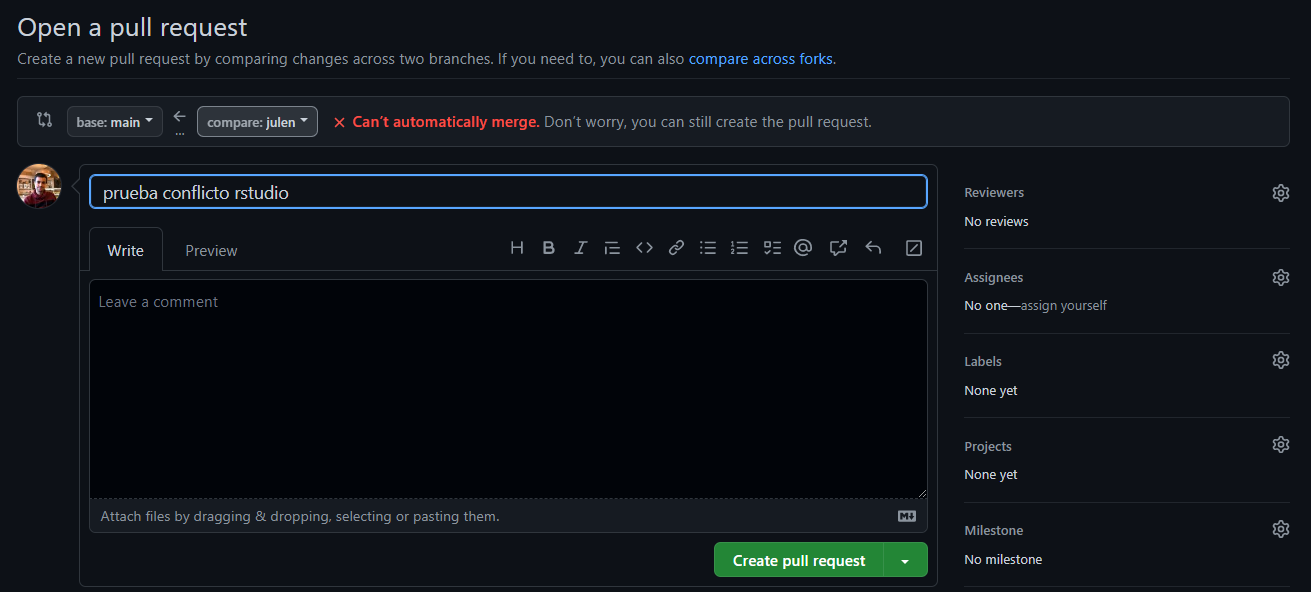 Open a pull request
Create a new pull request by comparing changes across two branches. If you need to, you can also compare across forks.
base: main
...
compare: julen
Can't automatically merge. Don't worry, you can still create the pull request.
prueba conflicto rstudio
Write
Preview
Leave a comment
Attach files by dragging & dropping, selecting or pasting them.
Create pull request
Reviewers
No reviews
Assignees
No one—assign yourself
Labels
None yet
Projects
None yet
Milestone
No milestone